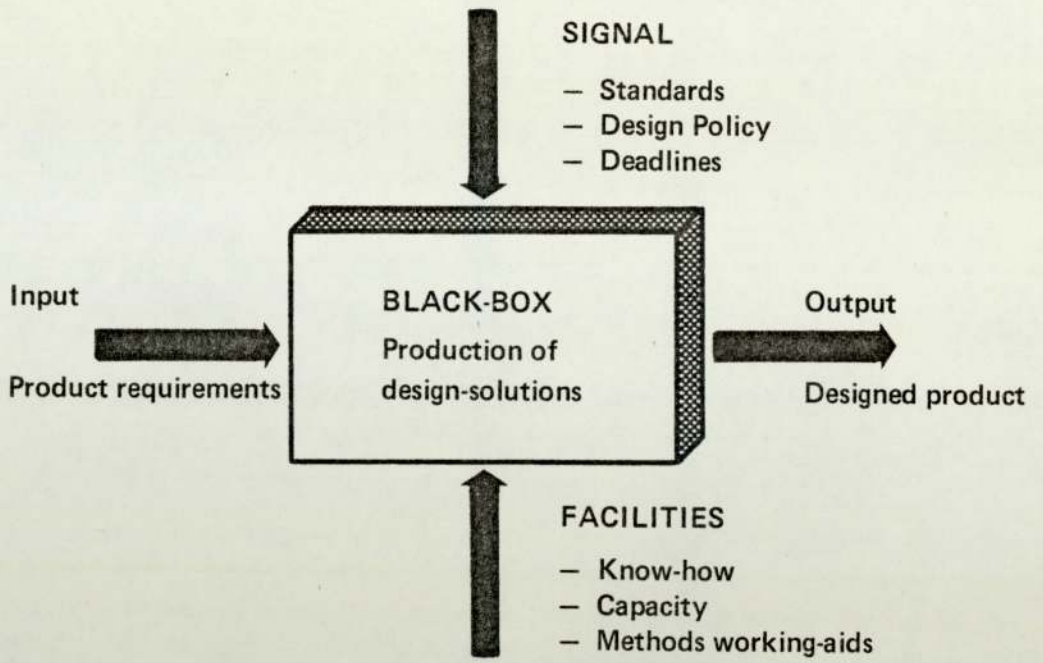 SIGNAL
— Standards
— Design Policy
— Deadlines
Input
Product requirements
BLACK-BOX
Production of
design-solutions
Output
Designed product
FACILITIES
— Know-how
— Capacity
— Methods working-aids